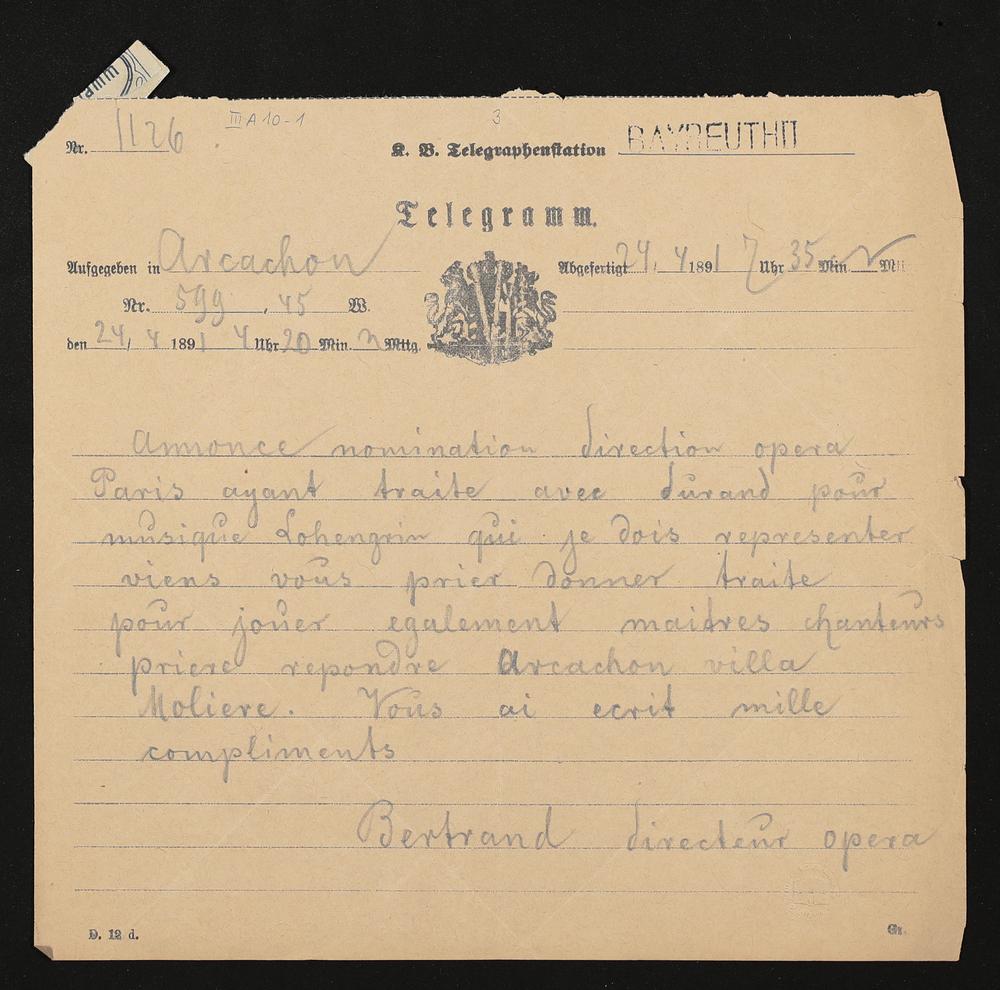 Nr. 1126
III A 10-1
3
K. B. Telegraphenstation BAYREUTH II
Telegramm.
Aufgegeben in Arcachon
Abgefertigt 24/4 1891 7 Uhr 35 Min. V Mtt
Nr. 599, 45 W.
den 24/4 1891 4 Uhr 20 Min. n Mttg.
Annonce nomination direction opera
Paris ayant traite avec durand pour
musique Lohengrin qui je dois representer
viens vous prier donner traite
pour jouer egalement maitres chanteurs
priere repondre Arcachon villa
Moliere. Vous ai ecrit mille
compliments
Bertrand directeur opera
D. 12 d.
Gr.